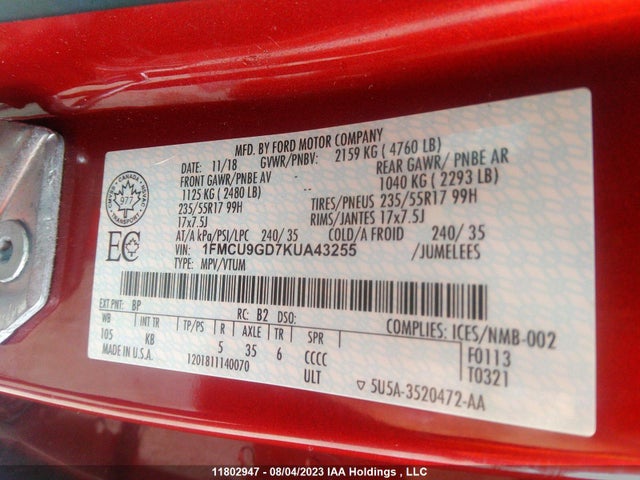 MFD. BY FORD MOTOR COMPANY
DATE: 11/18 GVWR/PNBV: 2159 KG ( 4760 LB)
FRONT GAWR/PNBE AV REAR GAWR/ PNBE AR
1125 KG ( 2480 LB) -- 1040 KG ( 2293 LB)
235/55R17 99H TIRES/PNEUS 235/55R17 99H
17x7.5J RIMS/JANTES 17x7.5J
AT/A kPa/PSI/LPC 240/ 35 COLD/A FROID 240/ 35
VIN: 1FMCU9GD7KUA43255 /JUMELEES
TYPE: MPV/VTUM
977
TRANSPORT
EC
EXT PNT: BP RC: B2 DSO: COMPLIES: ICES/NMB-002
WB INT TR TP/PS R AXLE TR SPR F0113
105 KB 5 35 6 CCCC T0321
MADE IN U.S.A. 1201811140070 ULT ▽ 5U5A-3520472-AA
11802947 - 08/04/2023 IAA Holdings , LLC